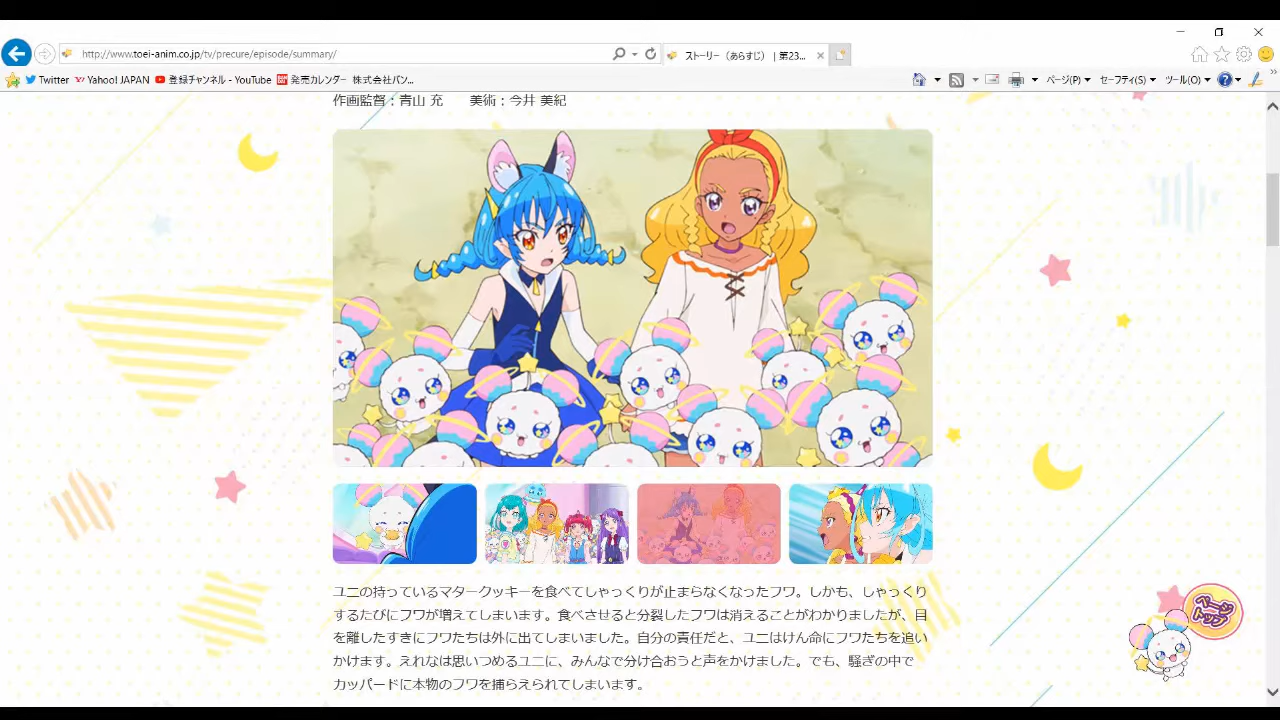 http://www.toei-anim.co.jp/tv/precure/episode/summary/
ストーリー（あらすじ） | 第23...
Twitter
Yahoo! JAPAN
登録チャンネル - YouTube
発売カレンダー 株式会社バン...
ページ(P)
セーフティ(S)
ツール(O)
作画監督：青山 充 美術：今井 美紀
ユニの持っているマタークッキーを食べてしゃっくりが止まらなくなったフワ。しかも、しゃっくり
するたびにフワが増えてしまいます。食べさせると分裂したフワは消えることがわかりましたが、目
を離したすきにフワたちは外に出てしまいました。自分の責任だと、ユニはけん命にフワたちを追い
かけます。えれなは思いつめるユニに、みんなで分け合おうと声をかけました。でも、騒ぎの中で
カッパードに本物のフワを捕らえられてしまいます。
ページ
トップ